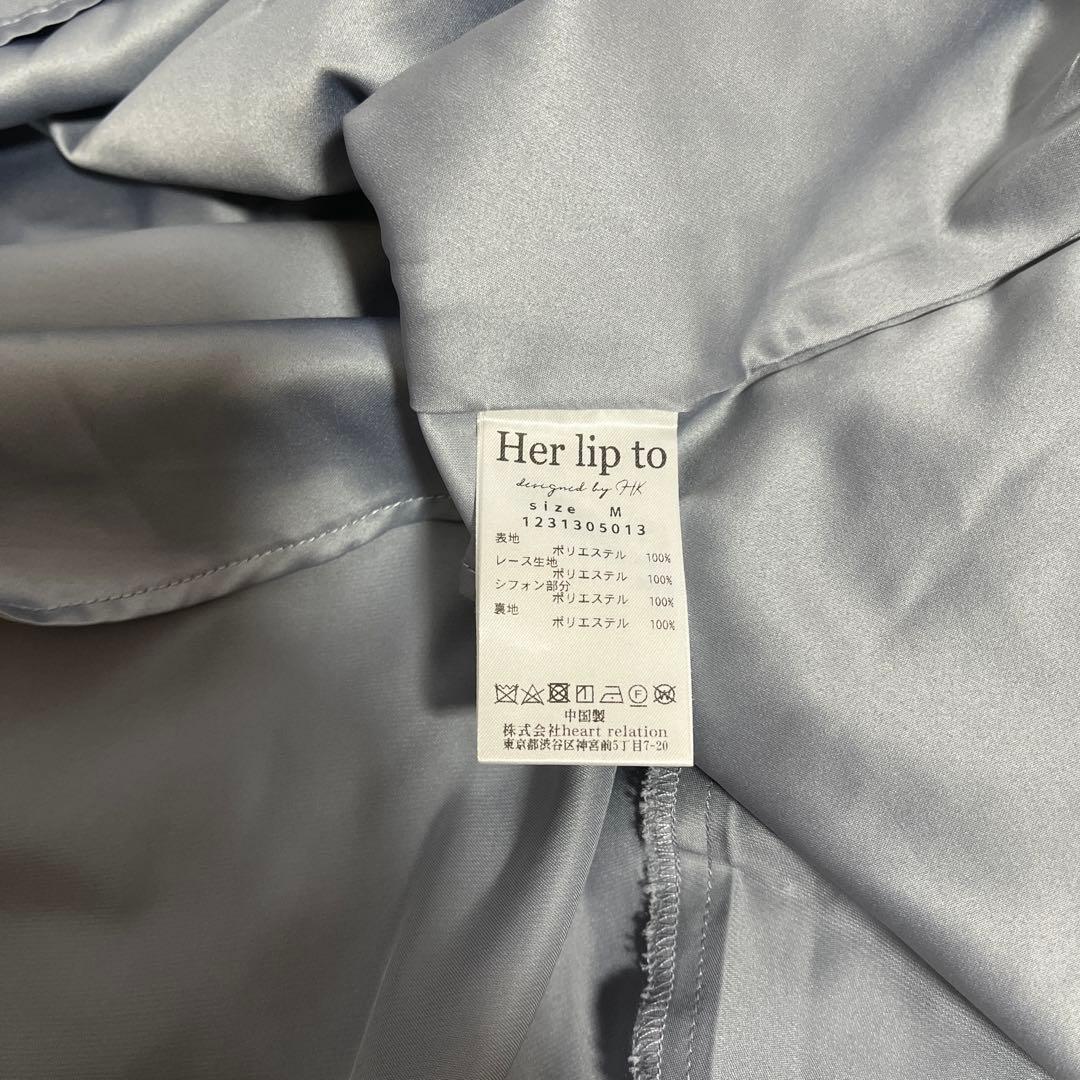 Her lip to
designed by HK
size M
1231305013
表地
ポリエステル 100%
レース生地
ポリエステル 100%
シフォン部分
ポリエステル 100%
裏地
ポリエステル 100%
F W
中国製
株式会社heart relation
東京都渋谷区神宮前5丁目7-20